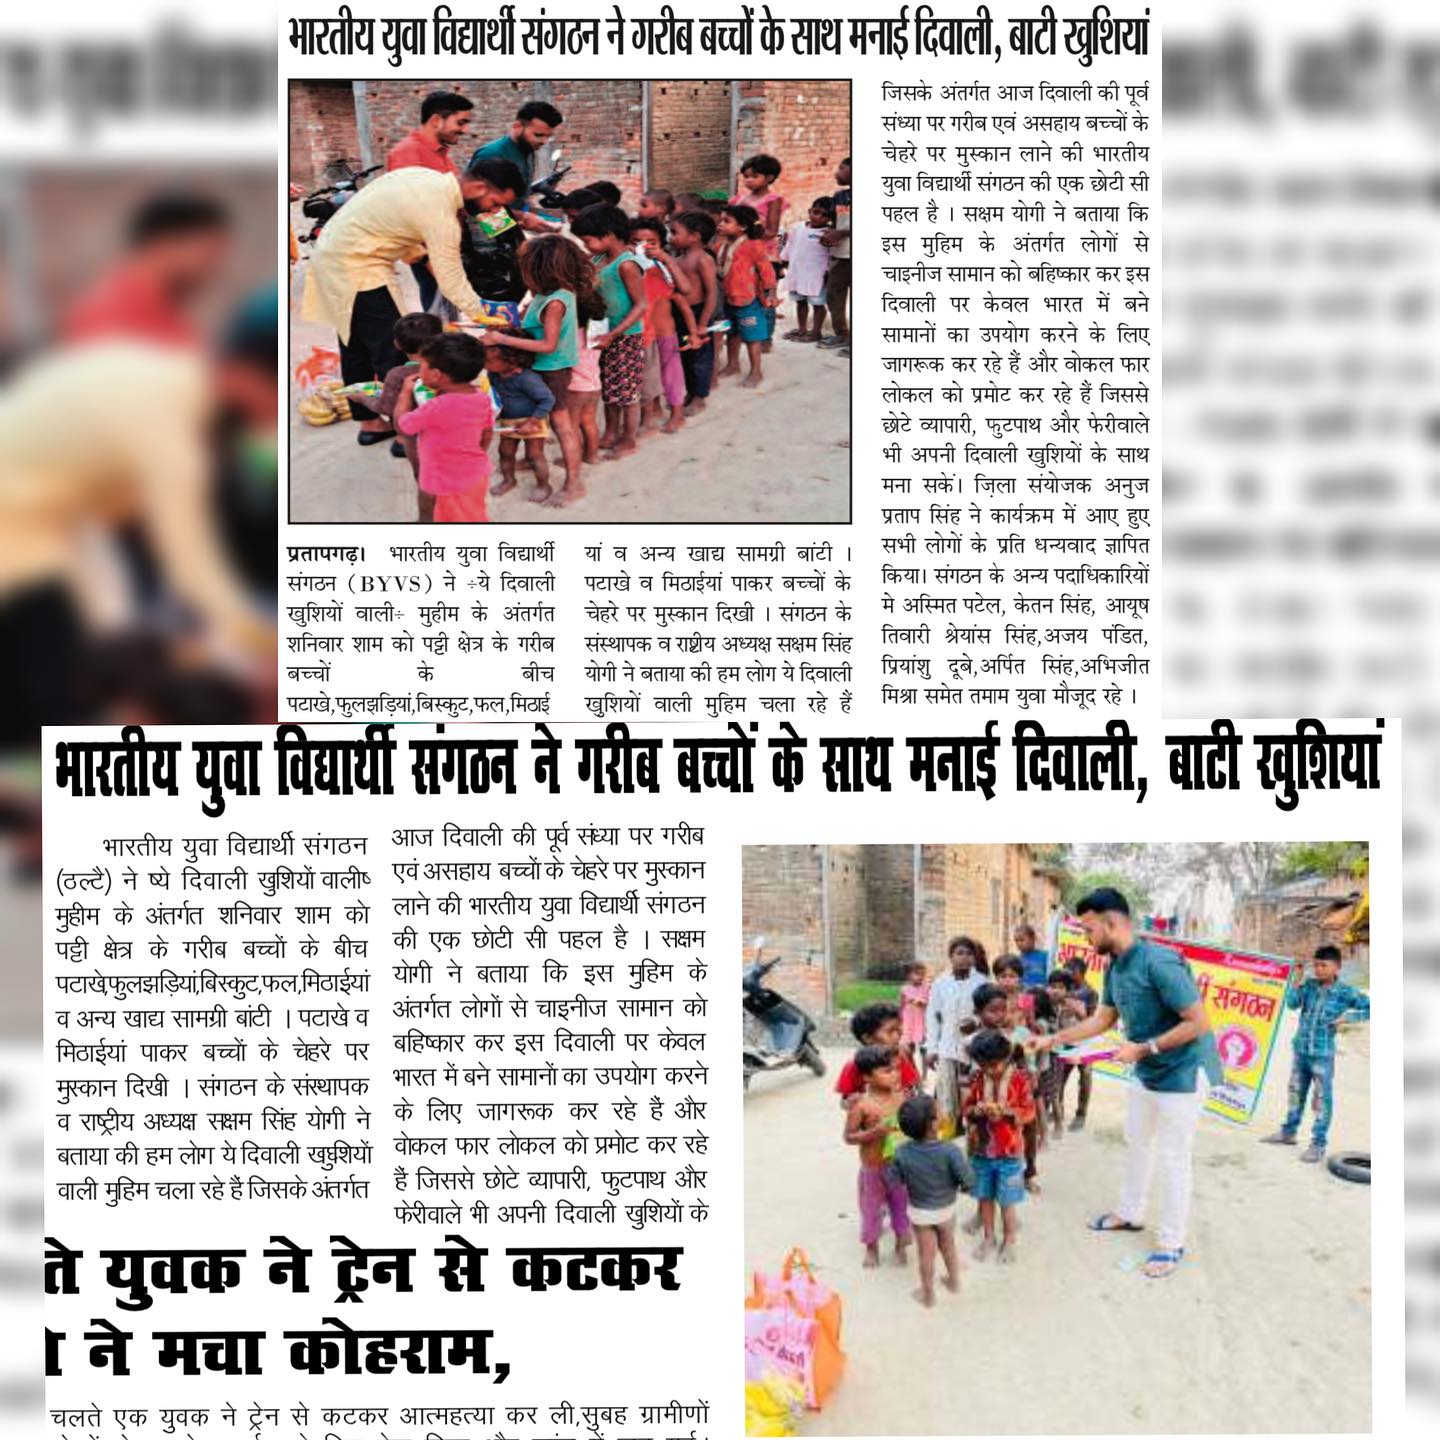 भारतीय युवा विद्यार्थी संगठन ने गरीब बच्चों के साथ मनाई दिवाली, बाटी खुशियां
प्रतापगढ़। भारतीय युवा विद्यार्थी
संगठन (BYVS) ने ÷ये दिवाली
खुशियों वाली÷ मुहीम के अंतर्गत
शनिवार शाम को पट्टी क्षेत्र के गरीब
बच्चों के बीच
पटाखे,फुलझड़ियां,बिस्कुट,फल,मिठाई
यां व अन्य खाद्य सामग्री बांटी ।
पटाखे व मिठाईयां पाकर बच्चों के
चेहरे पर मुस्कान दिखी । संगठन के
संस्थापक व राष्ट्रीय अध्यक्ष सक्षम सिंह
योगी ने बताया की हम लोग ये दिवाली
खुशियों वाली मुहिम चला रहे हैं
जिसके अंतर्गत आज दिवाली की पूर्व
संध्या पर गरीब एवं असहाय बच्चों के
चेहरे पर मुस्कान लाने की भारतीय
युवा विद्यार्थी संगठन की एक छोटी सी
पहल है । सक्षम योगी ने बताया कि
इस मुहिम के अंतर्गत लोगों से
चाइनीज सामान को बहिष्कार कर इस
दिवाली पर केवल भारत में बने
सामानों का उपयोग करने के लिए
जागरूक कर रहे हैं और वोकल फार
लोकल को प्रमोट कर रहे हैं जिससे
छोटे व्यापारी, फुटपाथ और फेरीवाले
भी अपनी दिवाली खुशियों के साथ
मना सकें। ज़िला संयोजक अनुज
प्रताप सिंह ने कार्यक्रम में आए हुए
सभी लोगों के प्रति धन्यवाद ज्ञापित
किया। संगठन के अन्य पदाधिकारियों
मे अस्मित पटेल, केतन सिंह, आयूष
तिवारी श्रेयांस सिंह,अजय पंडित,
प्रियांशु दूबे,अर्पित सिंह,अभिजीत
मिश्रा समेत तमाम युवा मौजूद रहे ।
भारतीय युवा विद्यार्थी संगठन ने गरीब बच्चों के साथ मनाई दिवाली, बाटी खुशियां
भारतीय युवा विद्यार्थी संगठन
(ठल्टै) ने ष्ये दिवाली खुशियों वालीष्
मुहीम के अंतर्गत शनिवार शाम को
पट्टी क्षेत्र के गरीब बच्चों के बीच
पटाखे,फुलझड़ियां,बिस्कुट,फल,मिठाईयां
व अन्य खाद्य सामग्री बांटी । पटाखे व
मिठाईयां पाकर बच्चों के चेहरे पर
मुस्कान दिखी । संगठन के संस्थापक
व राष्ट्रीय अध्यक्ष सक्षम सिंह योगी ने
बताया की हम लोग ये दिवाली खुशियों
वाली मुहिम चला रहे हैं जिसके अंतर्गत
आज दिवाली की पूर्व संध्या पर गरीब
एवं असहाय बच्चों के चेहरे पर मुस्कान
लाने की भारतीय युवा विद्यार्थी संगठन
की एक छोटी सी पहल है । सक्षम
योगी ने बताया कि इस मुहिम के
अंतर्गत लोगों से चाइनीज सामान को
बहिष्कार कर इस दिवाली पर केवल
भारत में बने सामानों का उपयोग करने
के लिए जागरूक कर रहे हैं और
वोकल फार लोकल को प्रमोट कर रहे
हैं जिससे छोटे व्यापारी, फुटपाथ और
फेरीवाले भी अपनी दिवाली खुशियों के
संगठन
ते युवक ने ट्रेन से कटकर
ने मचा कोहराम,
चलते एक युवक ने ट्रेन से कटकर आत्महत्या कर ली,सुबह ग्रामीणों